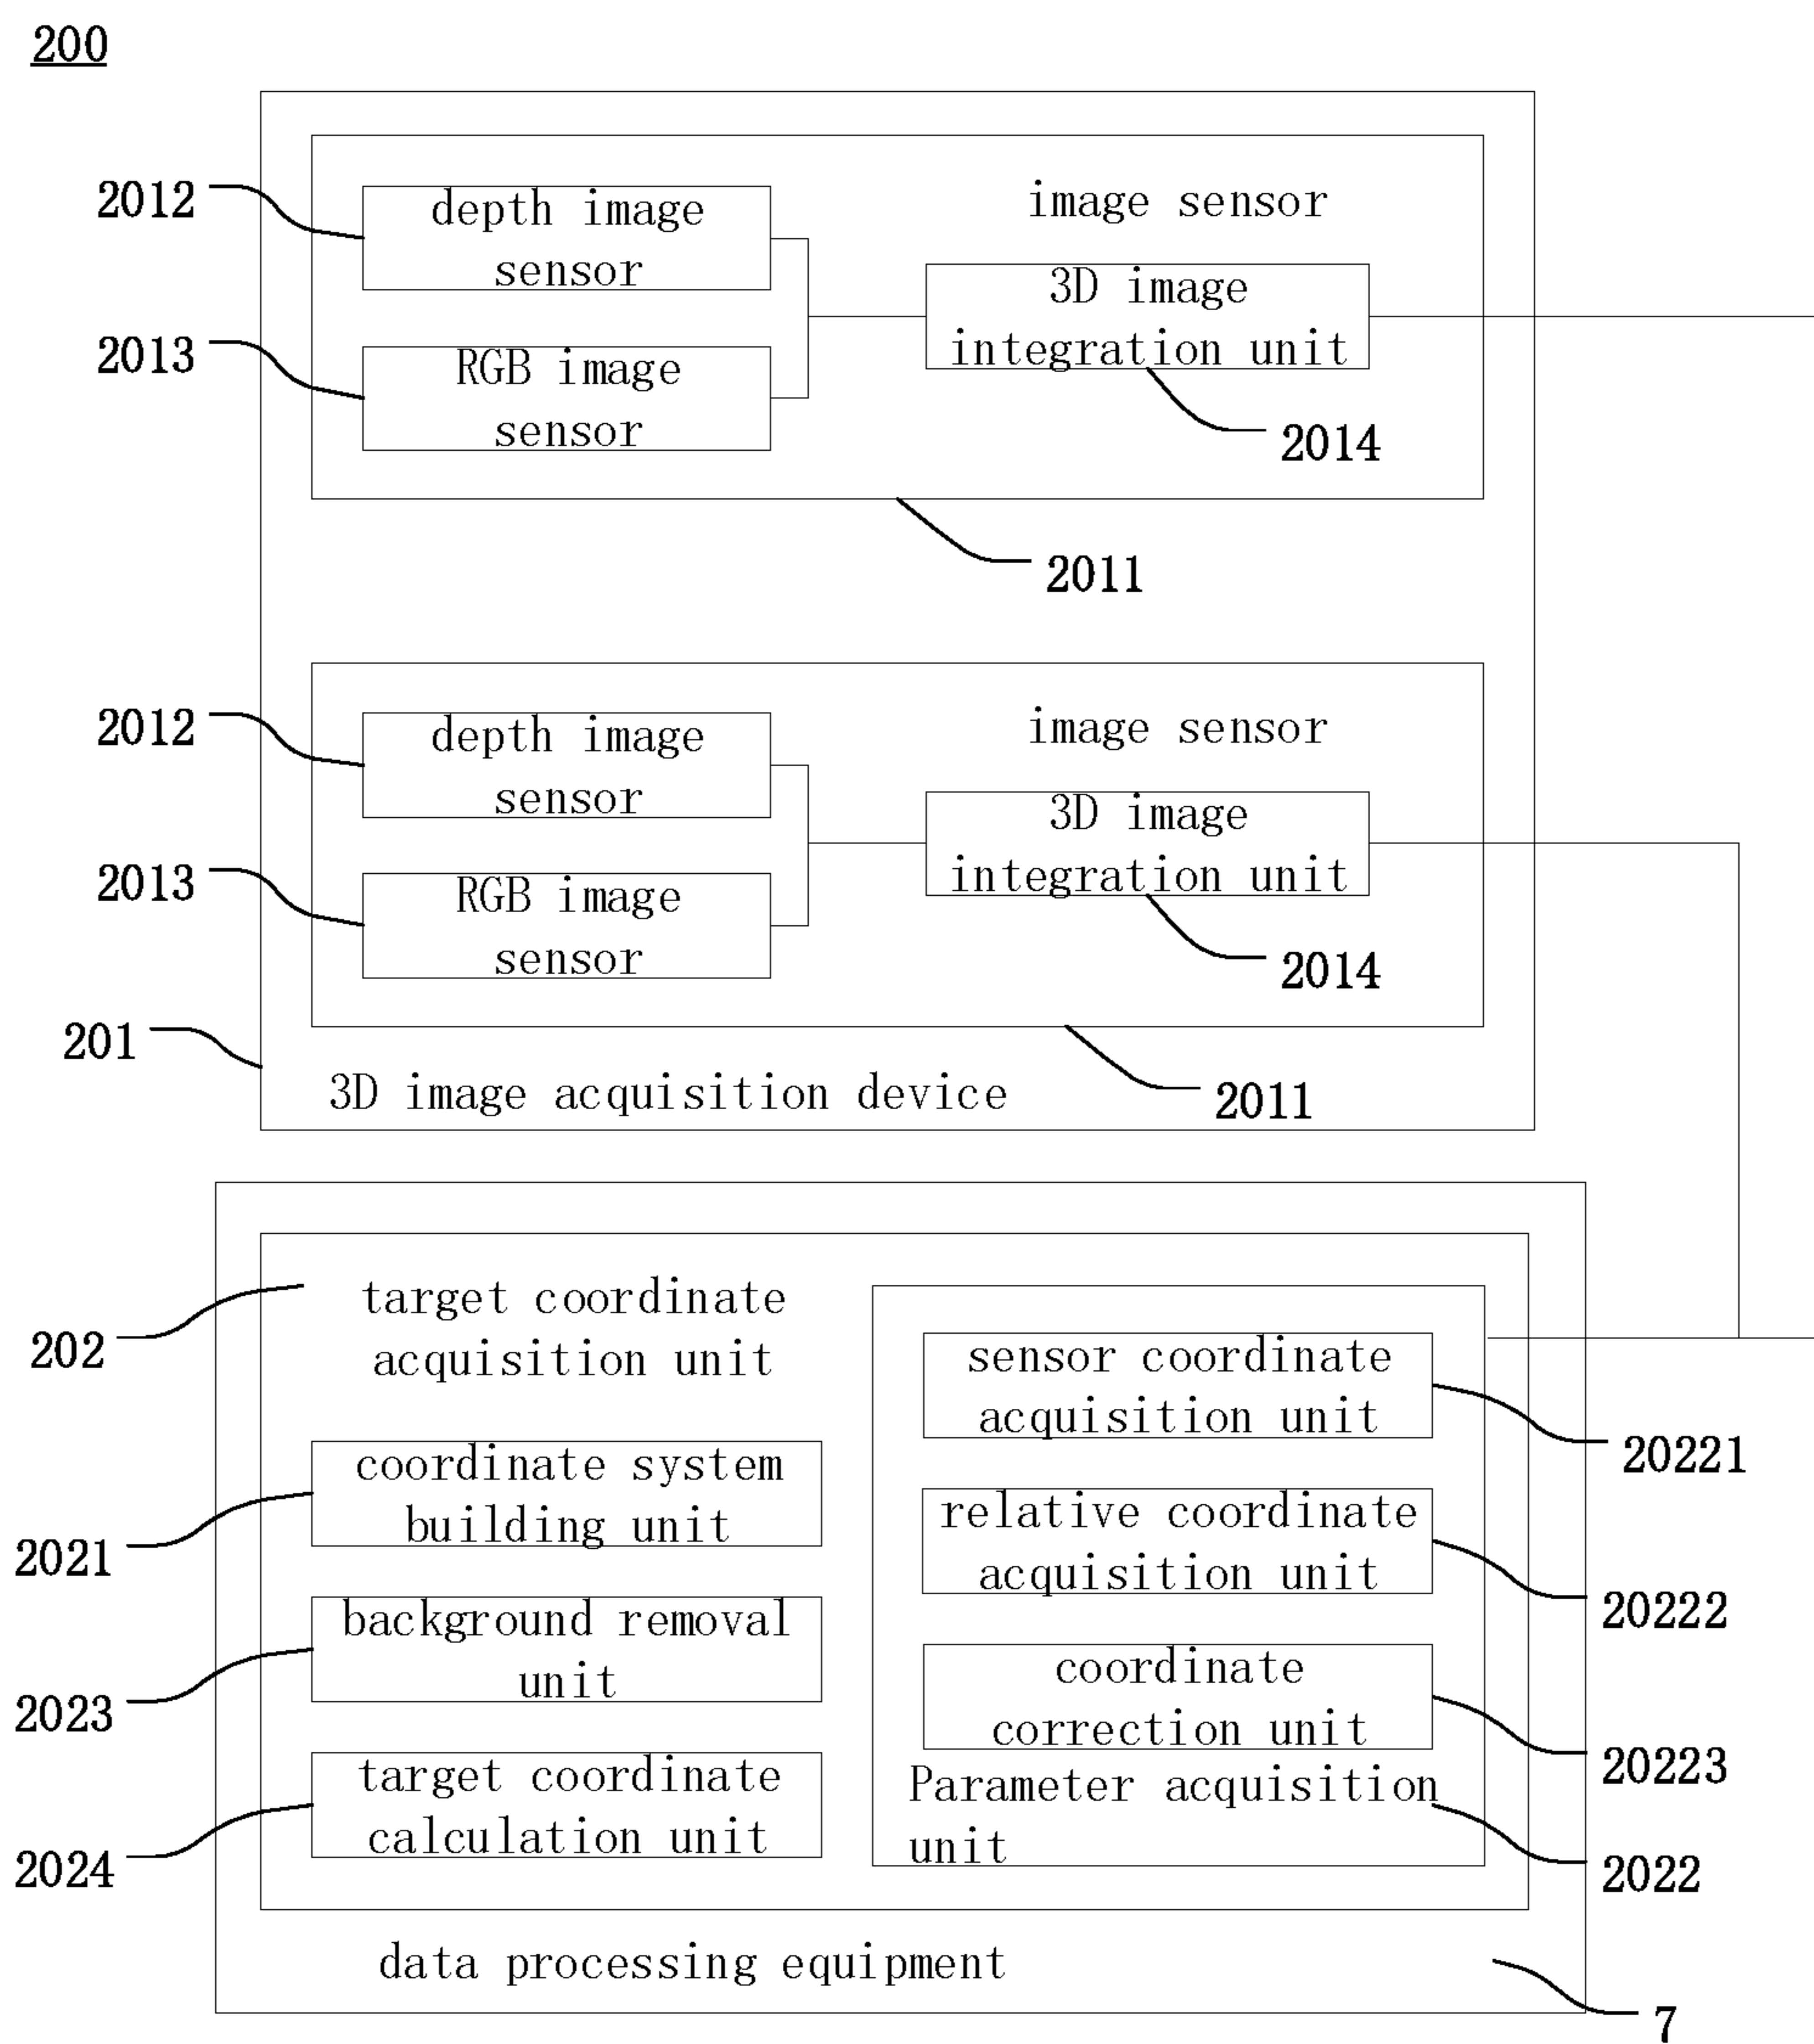 200
2012
depth image
sensor
image sensor
3D image
integration unit
2013
RGB image
sensor
2014
2011
2012
depth image
sensor
image sensor
3D image
integration unit
2013
RGB image
sensor
2014
201
3D image acquisition device
2011
202
target coordinate
acquisition unit
sensor coordinate
acquisition unit
20221
2021
coordinate system
building unit
relative coordinate
acquisition unit
20222
2023
background removal
unit
coordinate
correction unit
20223
2024
target coordinate
calculation unit
Parameter acquisition
unit
2022
data processing equipment
7